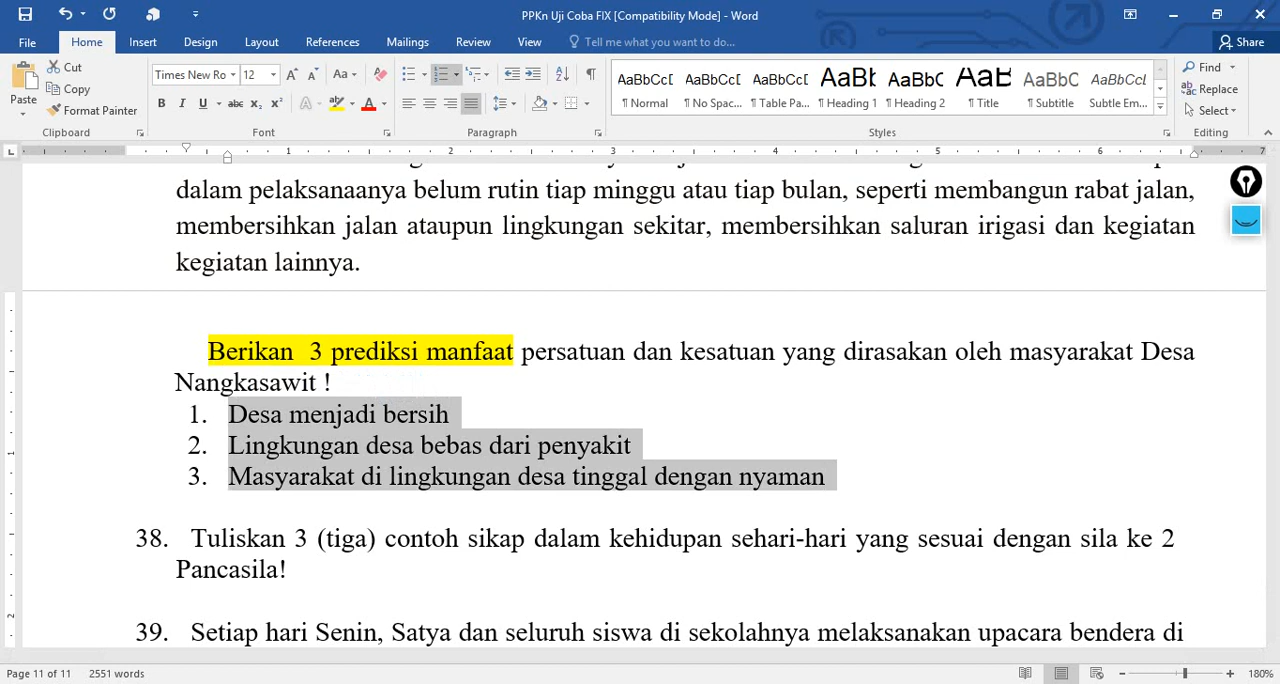 PPKn Uji Coba FIX [Compatibility Mode] - Word
File Home Insert Design Layout References Mailings Review View Tell me what you want to do... Share
Paste
Cut
Copy
Format Painter
Clipboard
Times New Ro 12
Font
Paragraph
AaBbCcI ¶ Normal
AaBbCcI ¶ No Spac...
AaBbCcI ¶ Table Pa...
AaBb ¶ Heading 1
AaBbC ¶ Heading 2
AaB ¶ Title
AaBbC ¶ Subtitle
AaBbCcI Subtle Em...
Styles
Find
Replace
Select
Editing
1 2 3 4 5 6 7
dalam pelaksanaanya belum rutin tiap minggu atau tiap bulan, seperti membangun rabat jalan,
membersihkan jalan ataupun lingkungan sekitar, membersihkan saluran irigasi dan kegiatan
kegiatan lainnya.
Berikan 3 prediksi manfaat persatuan dan kesatuan yang dirasakan oleh masyarakat Desa
Nangkasawit !
1. Desa menjadi bersih
2. Lingkungan desa bebas dari penyakit
3. Masyarakat di lingkungan desa tinggal dengan nyaman
38. Tuliskan 3 (tiga) contoh sikap dalam kehidupan sehari-hari yang sesuai dengan sila ke 2
Pancasila!
39. Setiap hari Senin, Satya dan seluruh siswa di sekolahnya melaksanakan upacara bendera di
Page 11 of 11 2551 words
180%